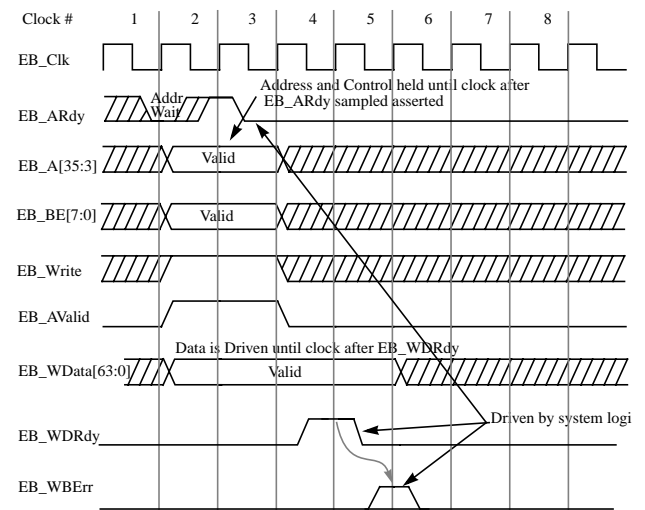 Clock # 1 2 3 4 5 6 7 8
EB_Clk
Address and Control held until clock after
EB_ARdy sampled asserted
Addr
Wait
EB_ARdy
EB_A[35:3]
Valid
EB_BE[7:0]
Valid
EB_Write
EB_AValid
Data is Driven until clock after EB_WDRdy
EB_WData[63:0]
Valid
Driven by system logi
EB_WDRdy
EB_WBErr